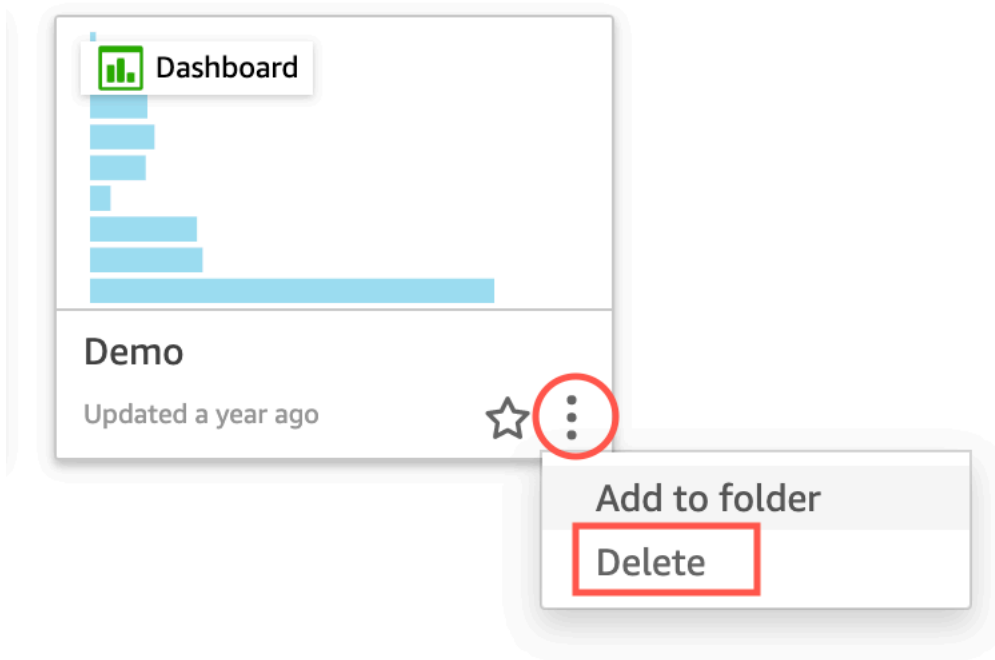 Dashboard
Demo
Updated a year ago
Add to folder
Delete